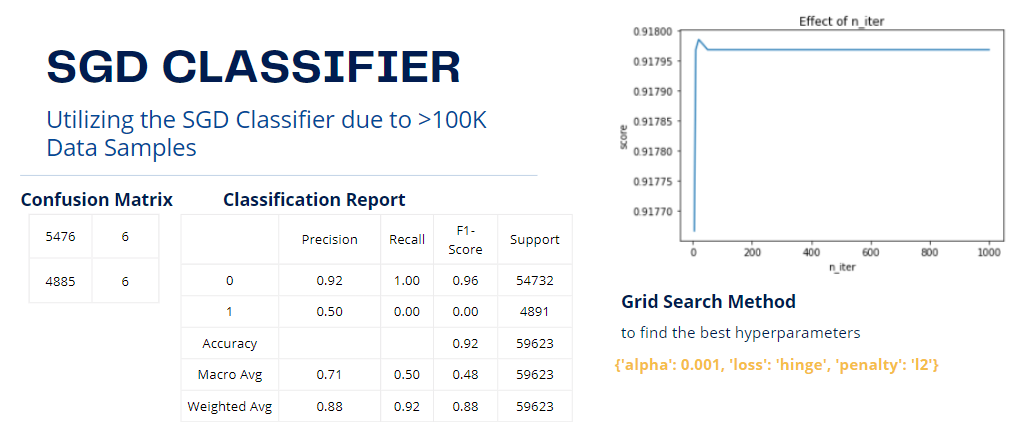 SGD CLASSIFIER
Utilizing the SGD Classifier due to >100K
Data Samples
Confusion Matrix
5476 6
4885 6
Classification Report
Precision Recall F1-
Score Support
0 0.92 1.00 0.96 54732
1 0.50 0.00 0.00 4891
Accuracy 0.92 59623
Macro Avg 0.71 0.50 0.48 59623
Weighted Avg 0.88 0.92 0.88 59623
Effect of n_iter
0.91800
0.91795
0.91790
0.91785
0.91780
0.91775
0.91770
score
0 200 400 600 800 1000
n_iter
Grid Search Method
to find the best hyperparameters
{'alpha': 0.001, 'loss': 'hinge', 'penalty': 'l2'}